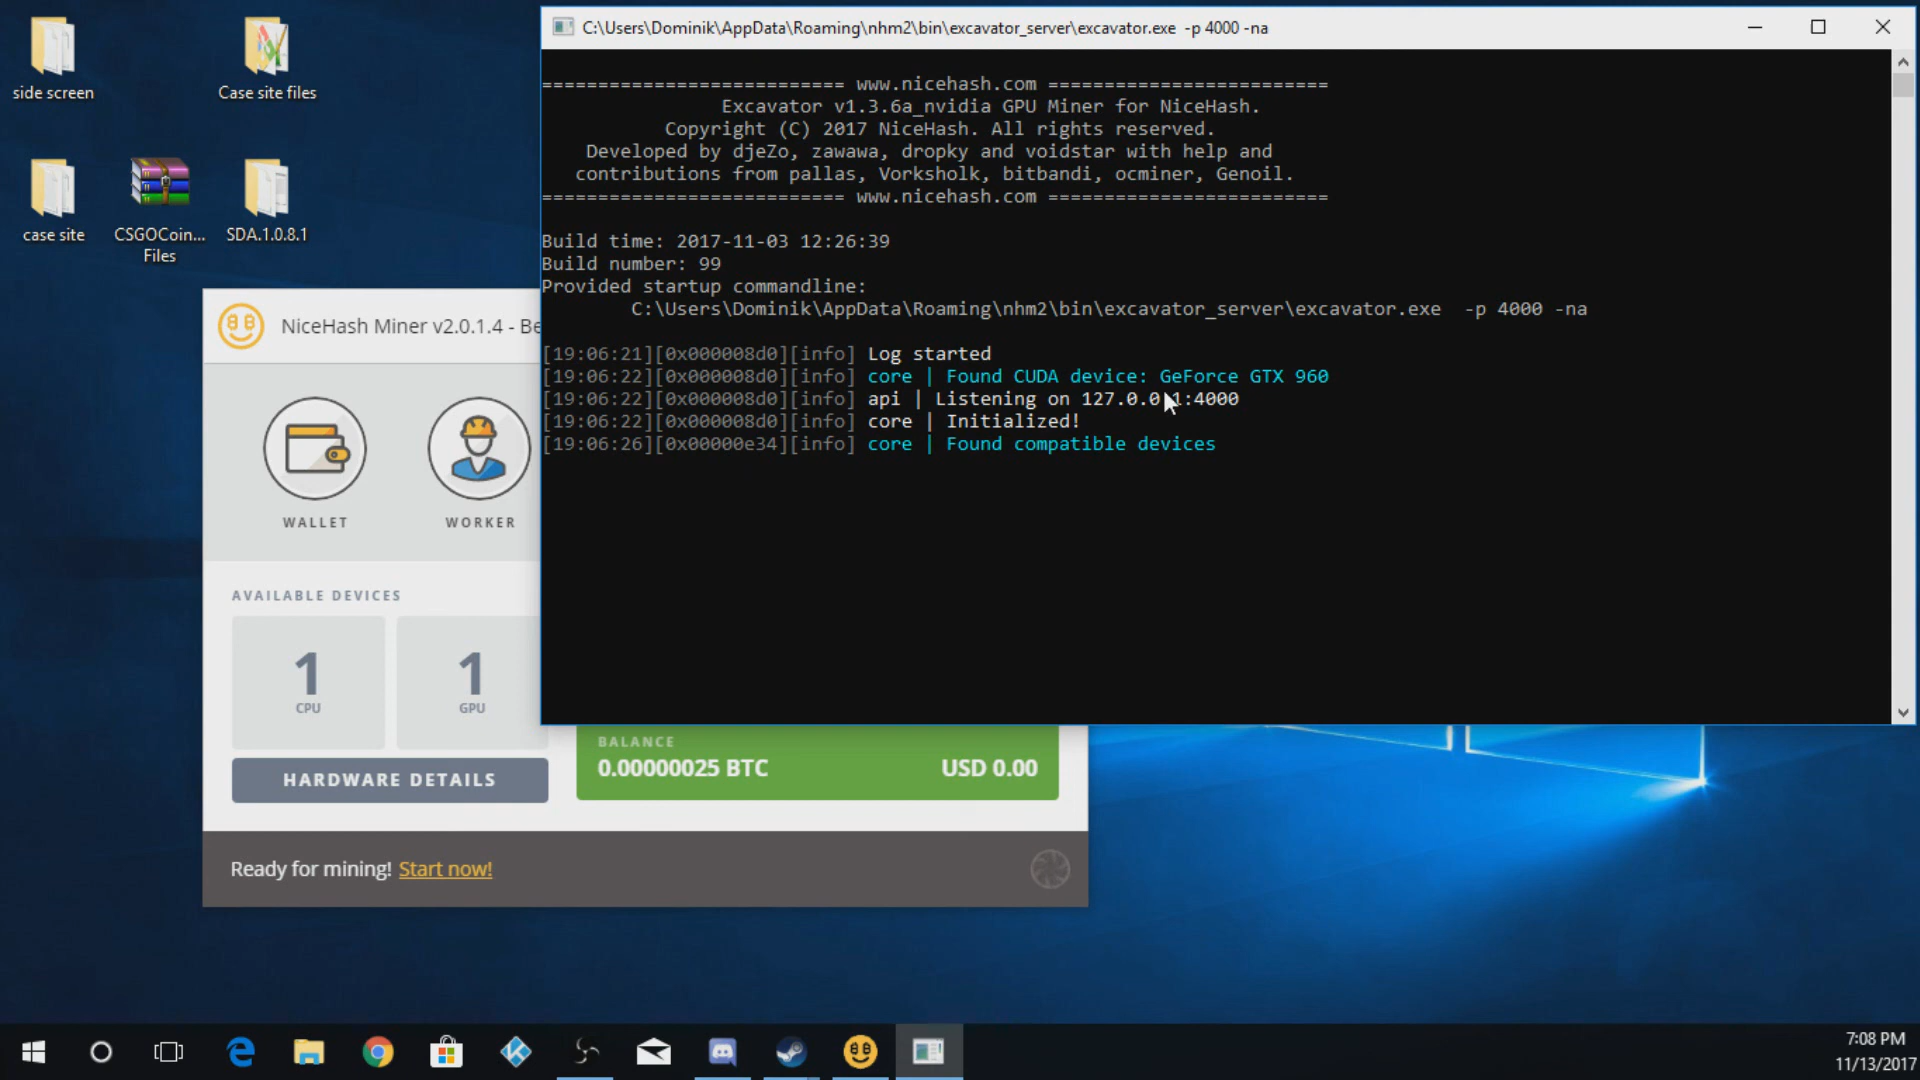 side screen
Case site files
case site
CSGOCoin...
Files
SDA.1.0.8.1
C:\Users\Dominik\AppData\Roaming\nhm2\bin\excavator_server\excavator.exe -p 4000 -na
=========================== www.nicehash.com =========================
Excavator v1.3.6a_nvidia GPU Miner for NiceHash.
Copyright (C) 2017 NiceHash. All rights reserved.
Developed by djeZo, zawawa, dropky and voidstar with help and
contributions from pallas, Vorksholk, bitbandi, ocminer, Genoil.
=========================== www.nicehash.com =========================
Build time: 2017-11-03 12:26:39
Build number: 99
Provided startup commandline:
C:\Users\Dominik\AppData\Roaming\nhm2\bin\excavator_server\excavator.exe  -p 4000 -na
[19:06:21][0x000008d0][info] Log started
[19:06:22][0x000008d0][info] core | Found CUDA device: GeForce GTX 960
[19:06:22][0x000008d0][info] api | Listening on 127.0.0.1:4000
[19:06:22][0x000008d0][info] core | Initialized!
[19:06:26][0x00000e34][info] core | Found compatible devices
NiceHash Miner v2.0.1.4 - Be
WALLET
WORKER
AVAILABLE DEVICES
1
CPU
1
GPU
HARDWARE DETAILS
BALANCE
0.00000025 BTC
USD 0.00
Ready for mining! Start now!
7:08 PM
11/13/2017